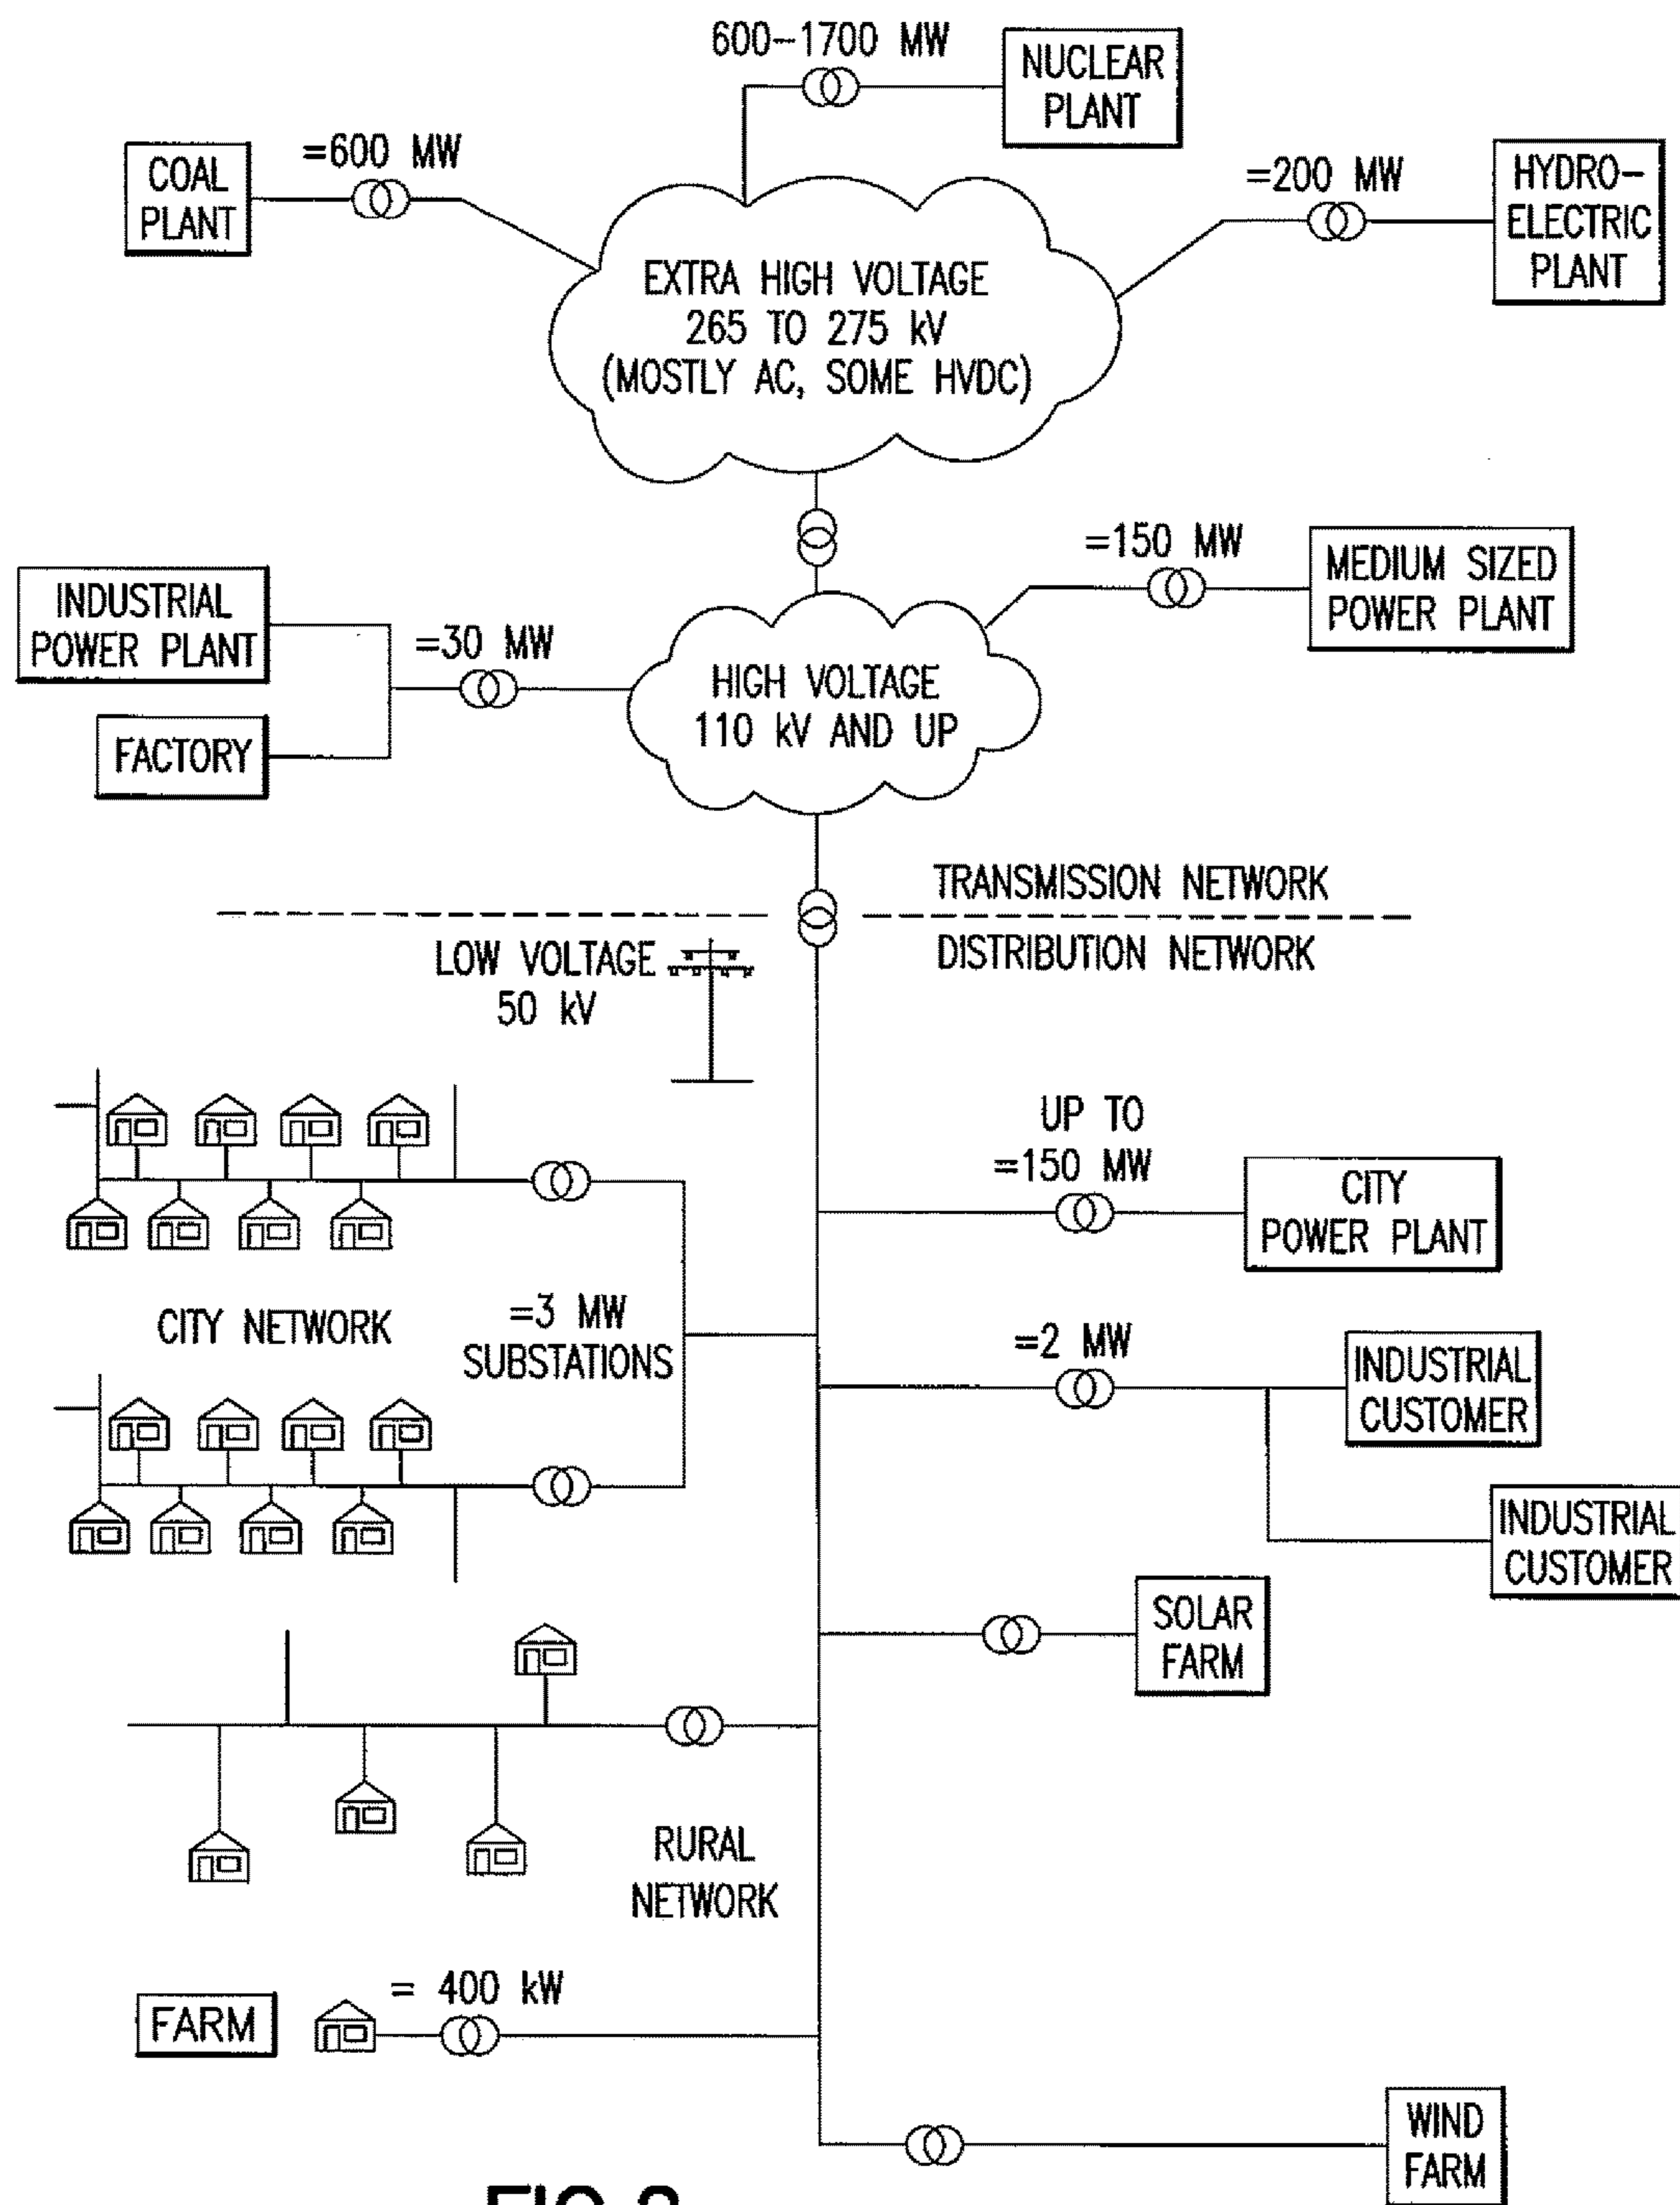 600-1700 MW
NUCLEAR
PLANT
COAL
PLANT
=600 MW
=200 MW
HYDRO-
ELECTRIC
PLANT
EXTRA HIGH VOLTAGE
265 TO 275 kV
(MOSTLY AC, SOME HVDC)
INDUSTRIAL
POWER PLANT
=30 MW
FACTORY
=150 MW
MEDIUM SIZED
POWER PLANT
HIGH VOLTAGE
110 kV AND UP
TRANSMISSION NETWORK
DISTRIBUTION NETWORK
LOW VOLTAGE
50 kV
UP TO
=150 MW
CITY
POWER PLANT
CITY NETWORK
=3 MW
SUBSTATIONS
=2 MW
INDUSTRIAL
CUSTOMER
INDUSTRIAL
CUSTOMER
SOLAR
FARM
RURAL
NETWORK
FARM
= 400 kW
WIND
FARM